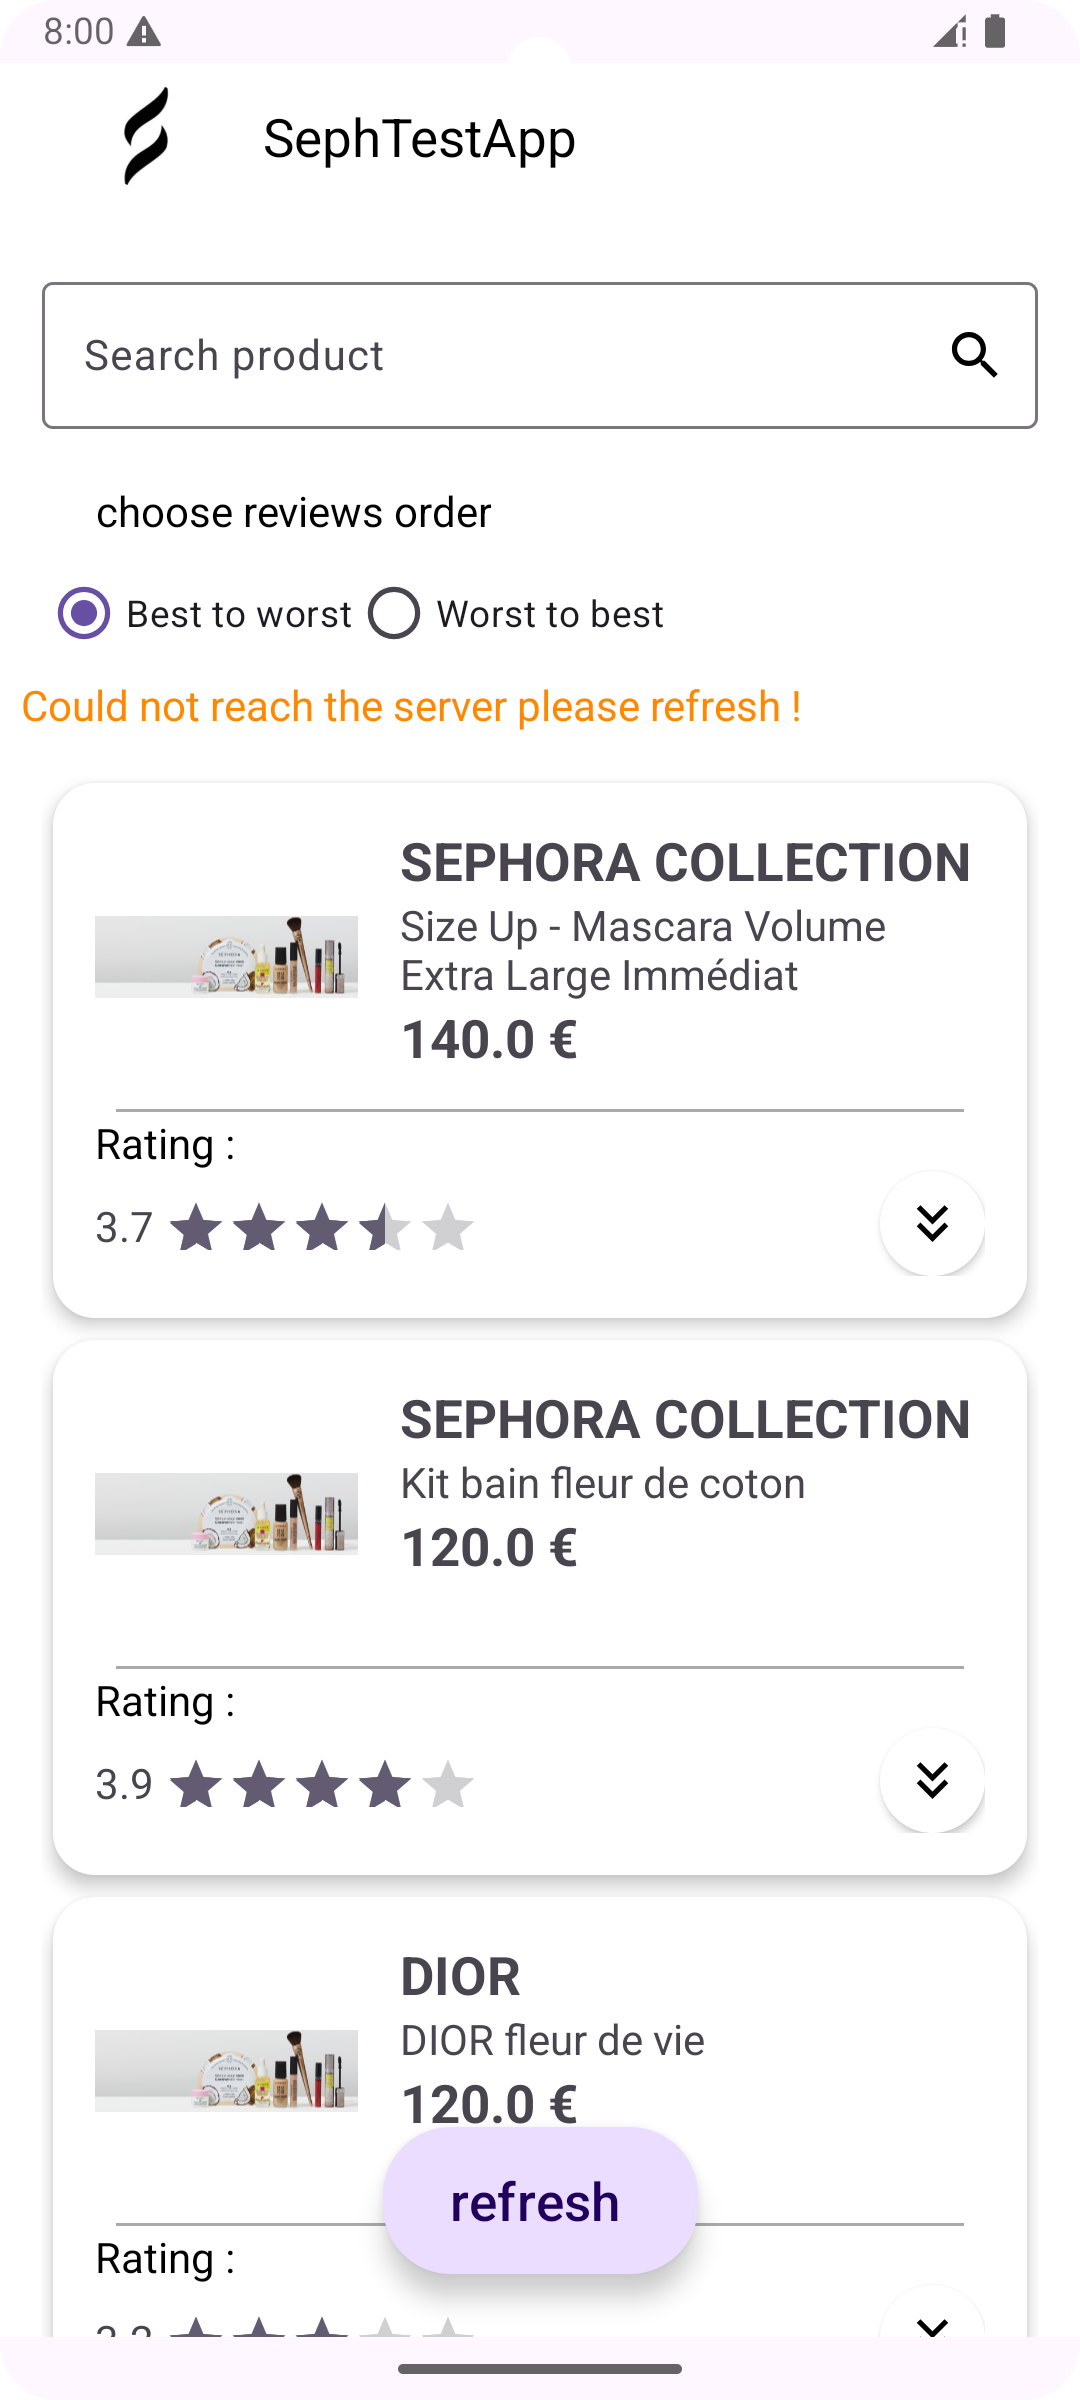 8:00
SephTestApp
Search product
choose reviews order
Best to worst
Worst to best
Could not reach the server please refresh !
SEPHORA COLLECTION
Size Up - Mascara Volume
Extra Large Immédiat
140.0 €
Rating :
3.7
SEPHORA COLLECTION
Kit bain fleur de coton
120.0 €
Rating :
3.9
DIOR
DIOR fleur de vie
120.0 €
refresh
Rating :